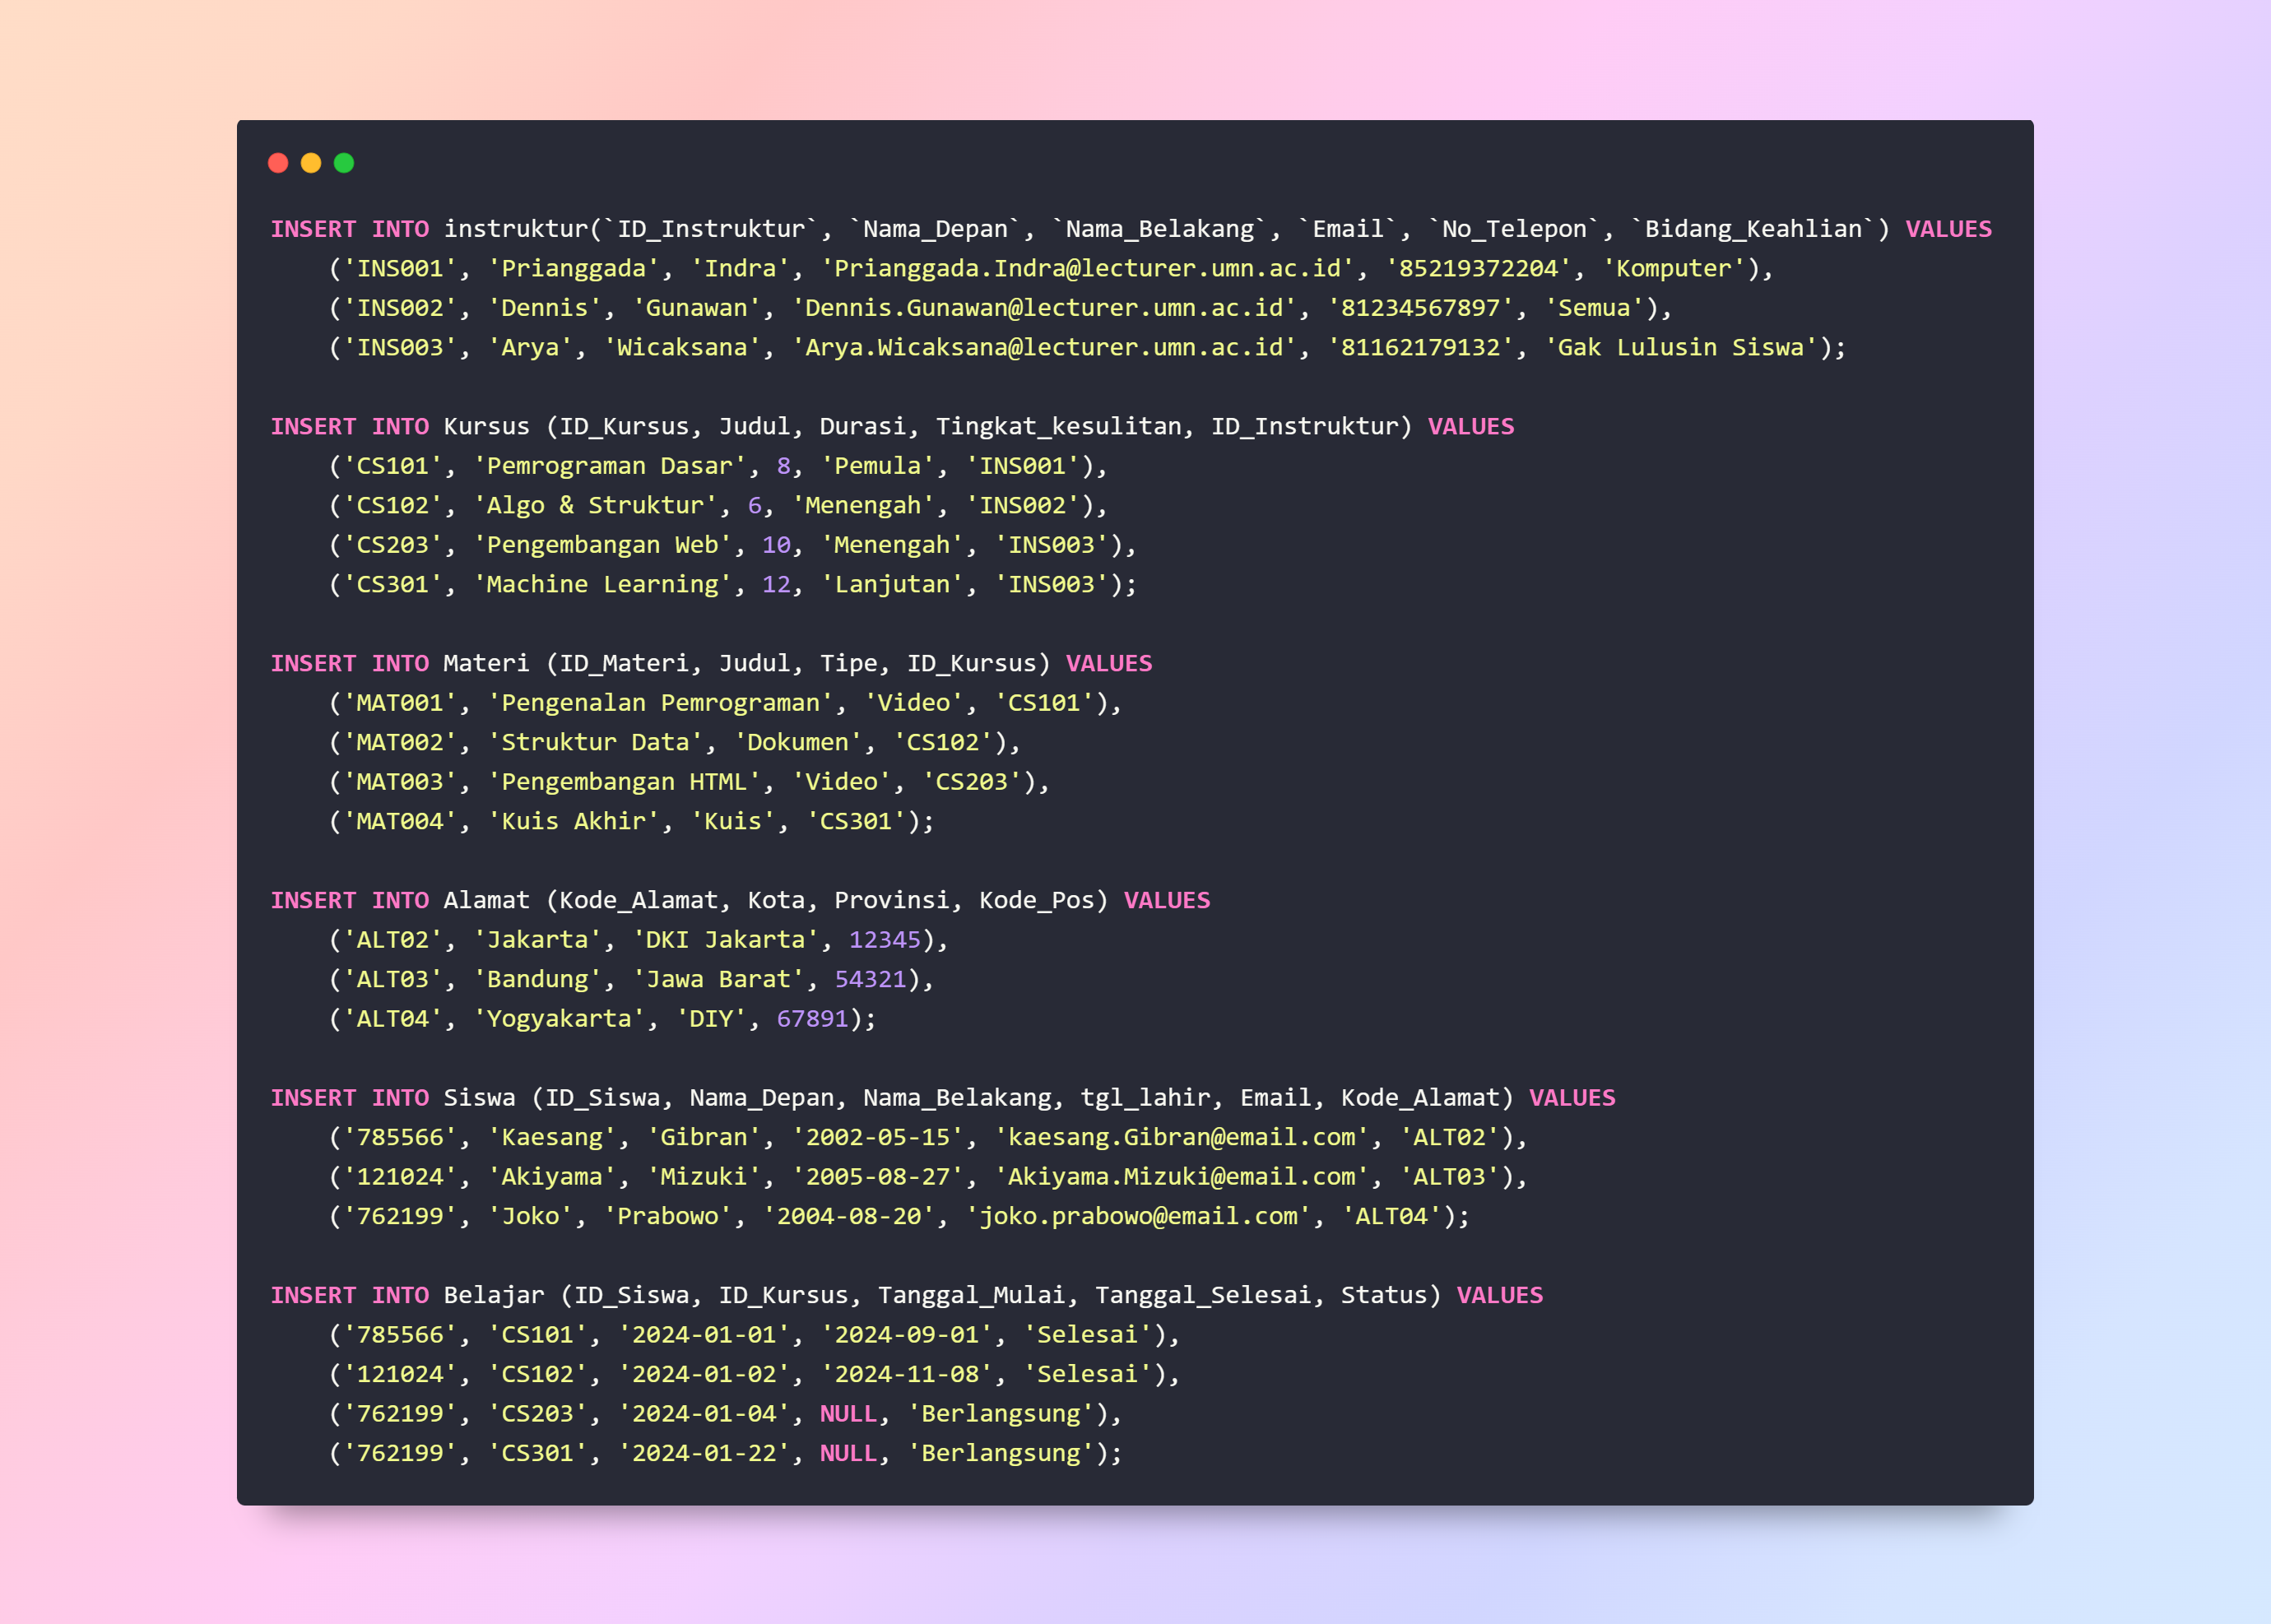 INSERT INTO instruktur(`ID_Instruktur`, `Nama_Depan`, `Nama_Belakang`, `Email`, `No_Telepon`, `Bidang_Keahlian`) VALUES
    ('INS001', 'Prianggada', 'Indra', 'Prianggada.Indra@lecturer.umn.ac.id', '85219372204', 'Komputer'),
    ('INS002', 'Dennis', 'Gunawan', 'Dennis.Gunawan@lecturer.umn.ac.id', '81234567897', 'Semua'),
    ('INS003', 'Arya', 'Wicaksana', 'Arya.Wicaksana@lecturer.umn.ac.id', '81162179132', 'Gak Lulusin Siswa');

INSERT INTO Kursus (ID_Kursus, Judul, Durasi, Tingkat_kesulitan, ID_Instruktur) VALUES
    ('CS101', 'Pemrograman Dasar', 8, 'Pemula', 'INS001'),
    ('CS102', 'Algo & Struktur', 6, 'Menengah', 'INS002'),
    ('CS203', 'Pengembangan Web', 10, 'Menengah', 'INS003'),
    ('CS301', 'Machine Learning', 12, 'Lanjutan', 'INS003');

INSERT INTO Materi (ID_Materi, Judul, Tipe, ID_Kursus) VALUES
    ('MAT001', 'Pengenalan Pemrograman', 'Video', 'CS101'),
    ('MAT002', 'Struktur Data', 'Dokumen', 'CS102'),
    ('MAT003', 'Pengembangan HTML', 'Video', 'CS203'),
    ('MAT004', 'Kuis Akhir', 'Kuis', 'CS301');

INSERT INTO Alamat (Kode_Alamat, Kota, Provinsi, Kode_Pos) VALUES
    ('ALT02', 'Jakarta', 'DKI Jakarta', 12345),
    ('ALT03', 'Bandung', 'Jawa Barat', 54321),
    ('ALT04', 'Yogyakarta', 'DIY', 67891);

INSERT INTO Siswa (ID_Siswa, Nama_Depan, Nama_Belakang, tgl_lahir, Email, Kode_Alamat) VALUES
    ('785566', 'Kaesang', 'Gibran', '2002-05-15', 'kaesang.Gibran@email.com', 'ALT02'),
    ('121024', 'Akiyama', 'Mizuki', '2005-08-27', 'Akiyama.Mizuki@email.com', 'ALT03'),
    ('762199', 'Joko', 'Prabowo', '2004-08-20', 'joko.prabowo@email.com', 'ALT04');

INSERT INTO Belajar (ID_Siswa, ID_Kursus, Tanggal_Mulai, Tanggal_Selesai, Status) VALUES
    ('785566', 'CS101', '2024-01-01', '2024-09-01', 'Selesai'),
    ('121024', 'CS102', '2024-01-02', '2024-11-08', 'Selesai'),
    ('762199', 'CS203', '2024-01-04', NULL, 'Berlangsung'),
    ('762199', 'CS301', '2024-01-22', NULL, 'Berlangsung');